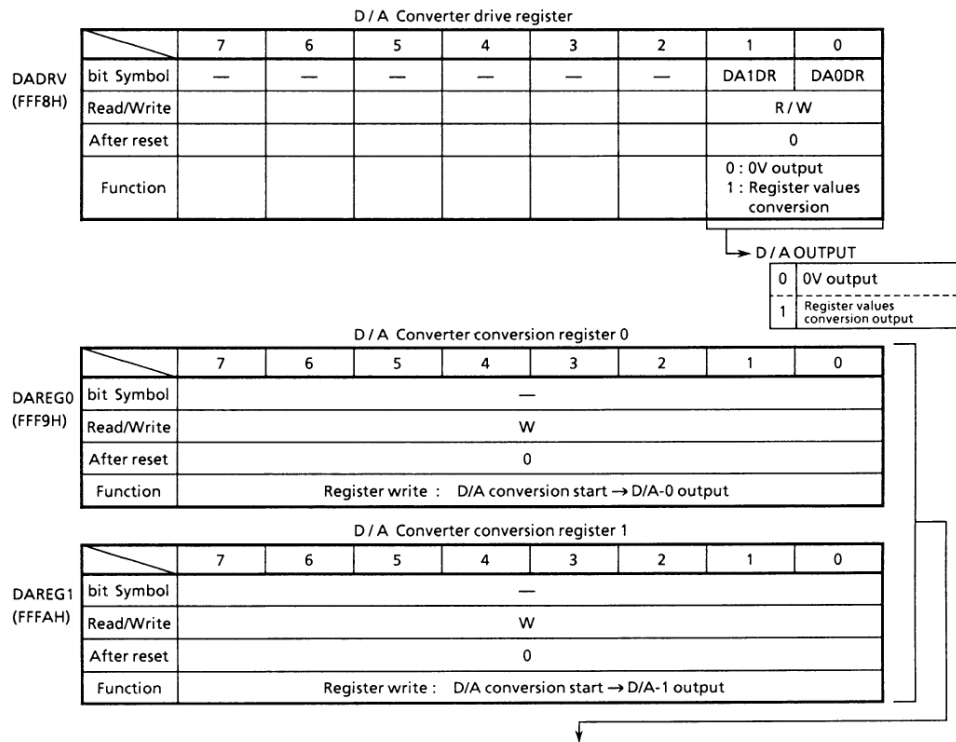 D / A Converter drive register
7 6 5 4 3 2 1 0
DADRV
(FFF8H)
bit Symbol — — — — — — DA1DR DA0DR
Read/Write R / W
After reset 0
Function 0 : 0V output
1 : Register values
conversion
D / A OUTPUT
0 0V output
1 Register values
conversion output
D / A Converter conversion register 0
7 6 5 4 3 2 1 0
DAREG0
(FFF9H)
bit Symbol —
Read/Write W
After reset 0
Function Register write : D/A conversion start → D/A-0 output
D / A Converter conversion register 1
7 6 5 4 3 2 1 0
DAREG1
(FFFAH)
bit Symbol —
Read/Write W
After reset 0
Function Register write : D/A conversion start → D/A-1 output